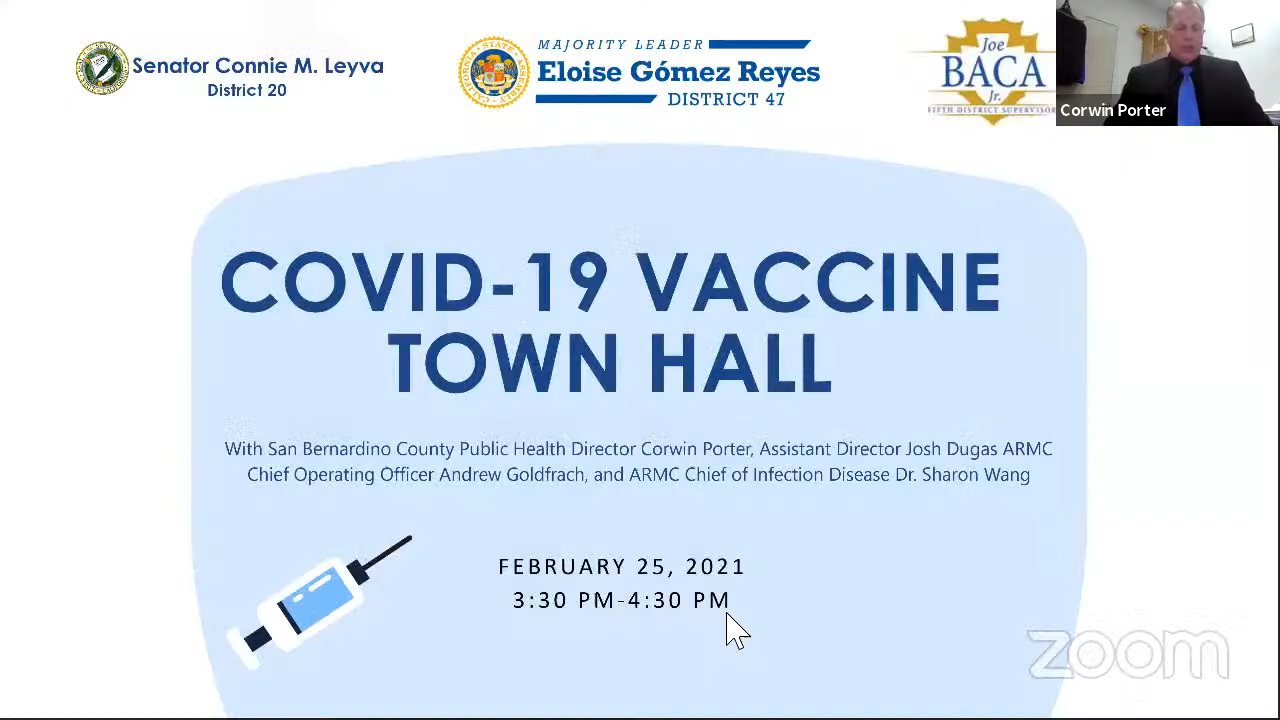 Senator Connie M. Leyva
District 20
MAJORITY LEADER
Eloise Gómez Reyes
DISTRICT 47
Joe
BACA
Jr.
FIFTH DISTRICT SUPERVISOR
Corwin Porter
COVID-19 VACCINE
TOWN HALL
With San Bernardino County Public Health Director Corwin Porter, Assistant Director Josh Dugas ARMC
Chief Operating Officer Andrew Goldfrach, and ARMC Chief of Infection Disease Dr. Sharon Wang
FEBRUARY 25, 2021
3:30 PM-4:30 PM
zoom